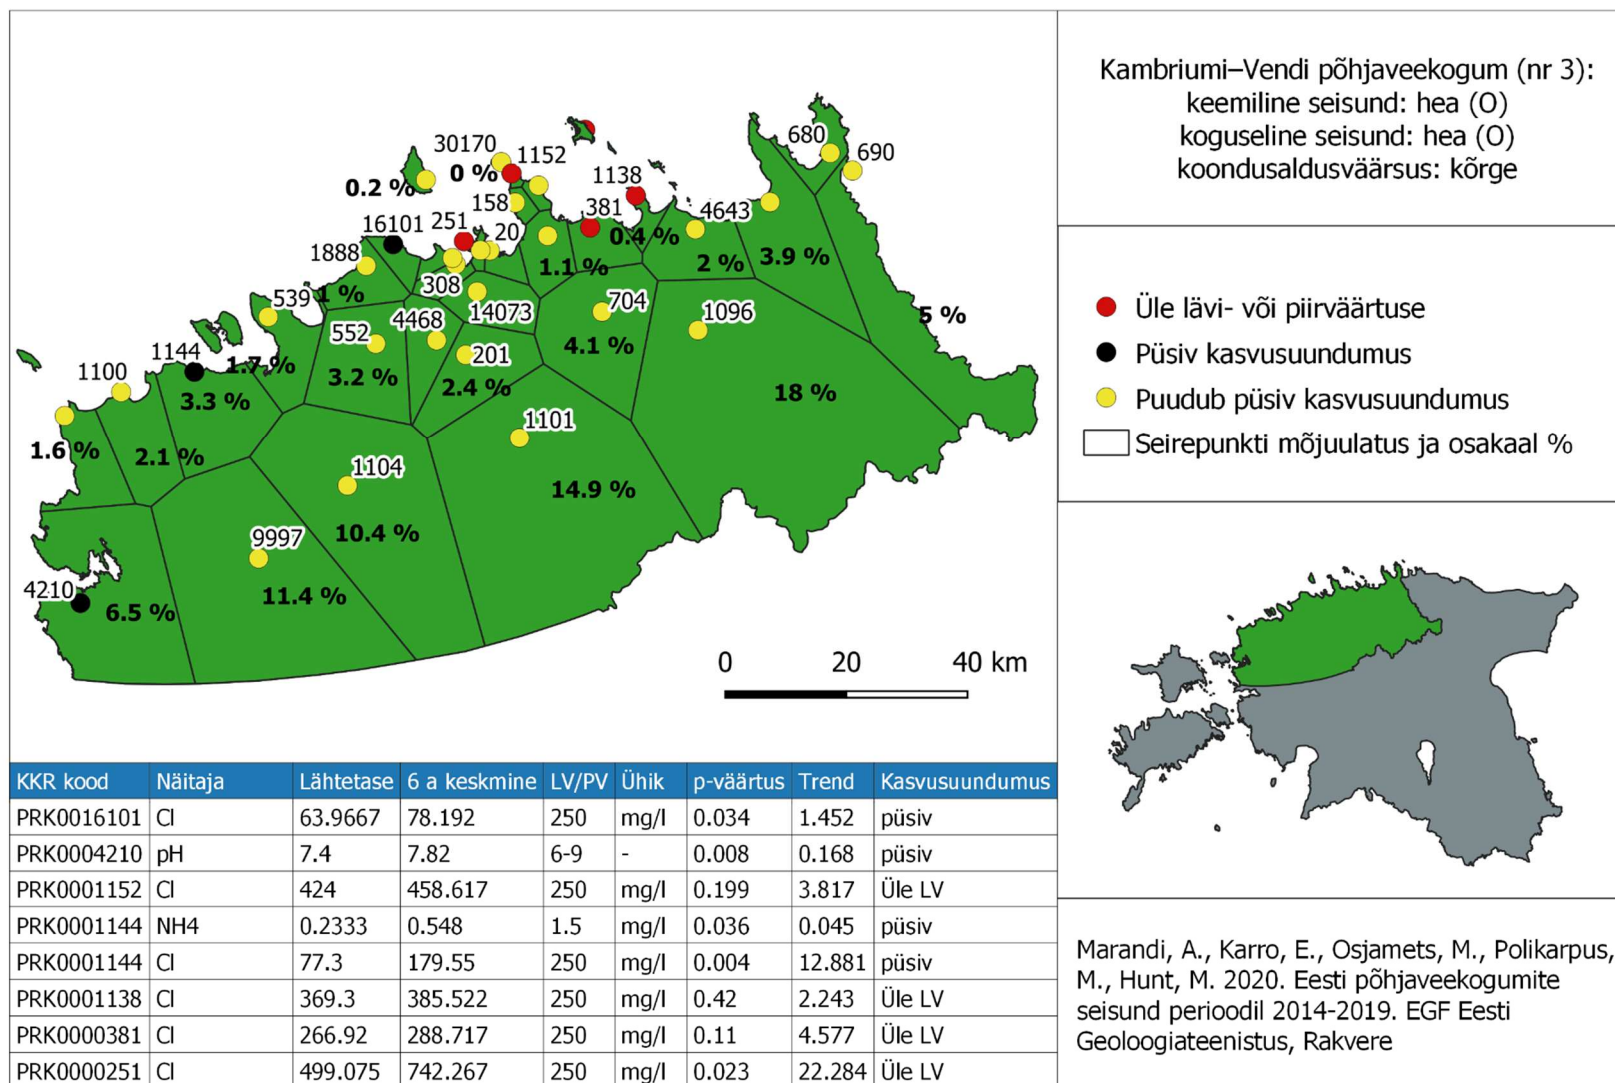 Kambriumi–Vendi põhjaveekogum (nr 3):
keemiline seisund: hea (O)
koguseline seisund: hea (O)
koondusaldusväärsus: kõrge
Üle lävi- või piirväärtuse
Püsiv kasvusuundumus
Puudub püsiv kasvusuundumus
Seirepunkti mõjuulatus ja osakaal %
680
690
30170
1152
0 %
1138
0.2 %
158
381
4643
16101
251
20
0.4 %
1888
1.1 %
2 %
3.9 %
308
539
1 %
14073
704
1096
5 %
552
4468
201
4.1 %
1144
1.7 %
1100
3.2 %
2.4 %
18 %
3.3 %
1101
1.6 %
2.1 %
1104
14.9 %
10.4 %
9997
4210
6.5 %
11.4 %
0 20 40 km
KKR kood Näitaja Lähtetase 6 a keskmine LV/PV Ühik p-väärtus Trend Kasvusuundumus
PRK0016101 Cl 63.9667 78.192 250 mg/l 0.034 1.452 püsiv
PRK0004210 pH 7.4 7.82 6-9 - 0.008 0.168 püsiv
PRK0001152 Cl 424 458.617 250 mg/l 0.199 3.817 Üle LV
PRK0001144 NH4 0.2333 0.548 1.5 mg/l 0.036 0.045 püsiv
PRK0001144 Cl 77.3 179.55 250 mg/l 0.004 12.881 püsiv
PRK0001138 Cl 369.3 385.522 250 mg/l 0.42 2.243 Üle LV
PRK0000381 Cl 266.92 288.717 250 mg/l 0.11 4.577 Üle LV
PRK0000251 Cl 499.075 742.267 250 mg/l 0.023 22.284 Üle LV
Marandi, A., Karro, E., Osjamets, M., Polikarpus,
M., Hunt, M. 2020. Eesti põhjaveekogumite
seisund perioodil 2014-2019. EGF Eesti
Geoloogiateenistus, Rakvere